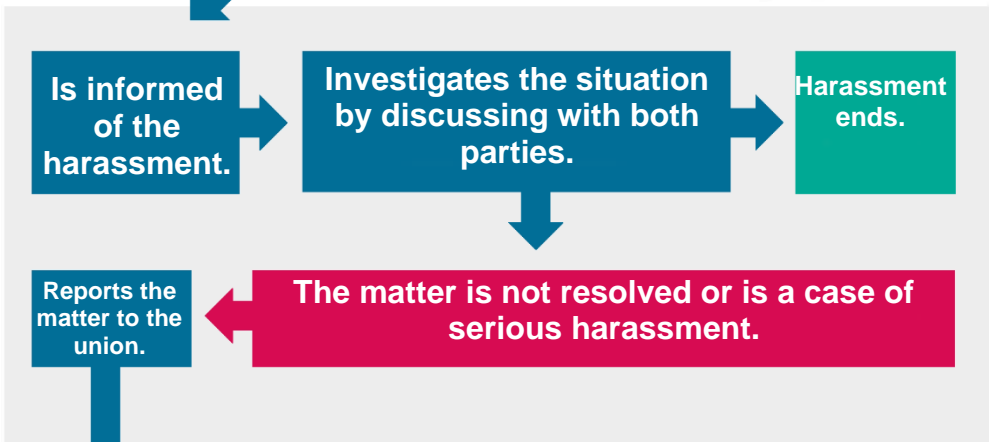 Is informed
of the
harassment.
Investigates the situation
by discussing with both
parties.
Harassment
ends.
The matter is not resolved or is a case of
serious harassment.
Reports the
matter to the
union.